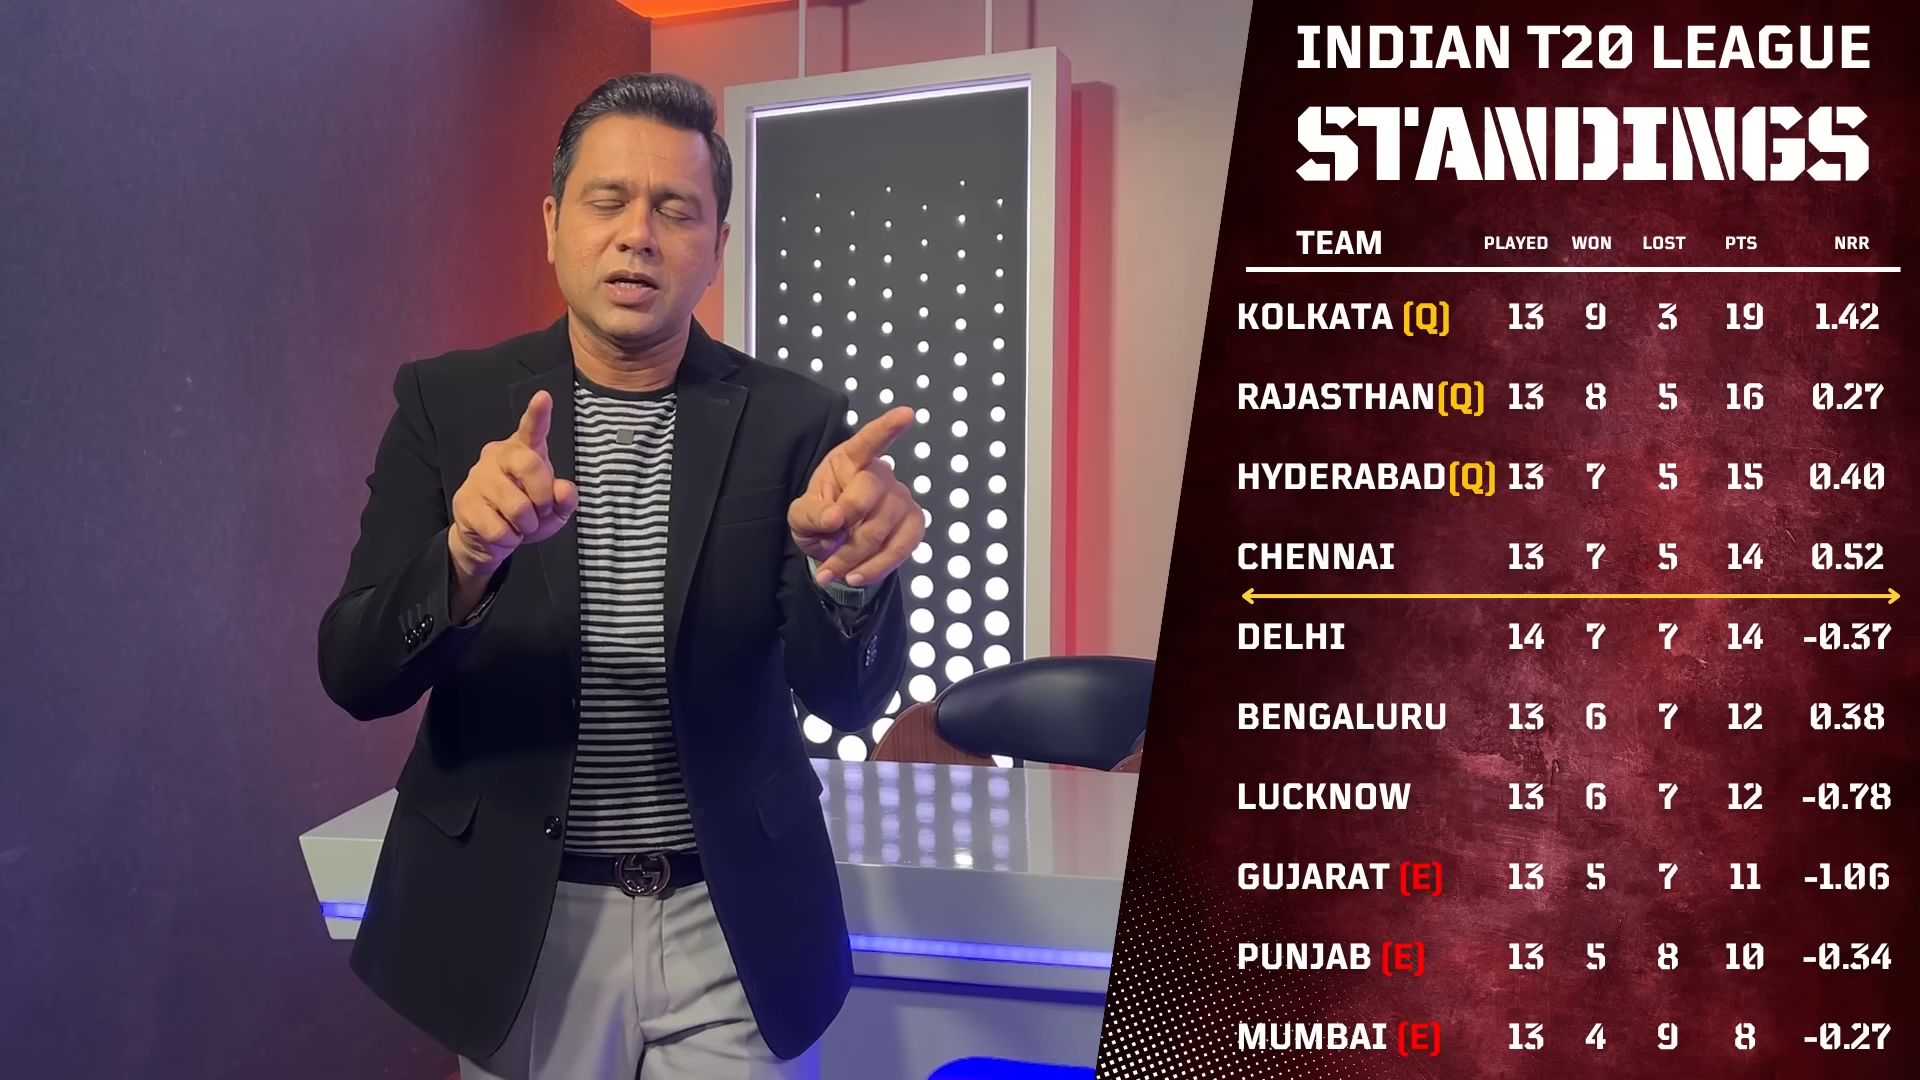 INDIAN T20 LEAGUE
STANDINGS
TEAM PLAYED WON LOST PTS NRR
KOLKATA (Q) 13 9 3 19 1.42
RAJASTHAN(Q) 13 8 5 16 0.27
HYDERABAD(Q) 13 7 5 15 0.40
CHENNAI 13 7 5 14 0.52
DELHI 14 7 7 14 -0.37
BENGALURU 13 6 7 12 0.38
LUCKNOW 13 6 7 12 -0.78
GUJARAT (E) 13 5 7 11 -1.06
PUNJAB (E) 13 5 8 10 -0.34
MUMBAI (E) 13 4 9 8 -0.27